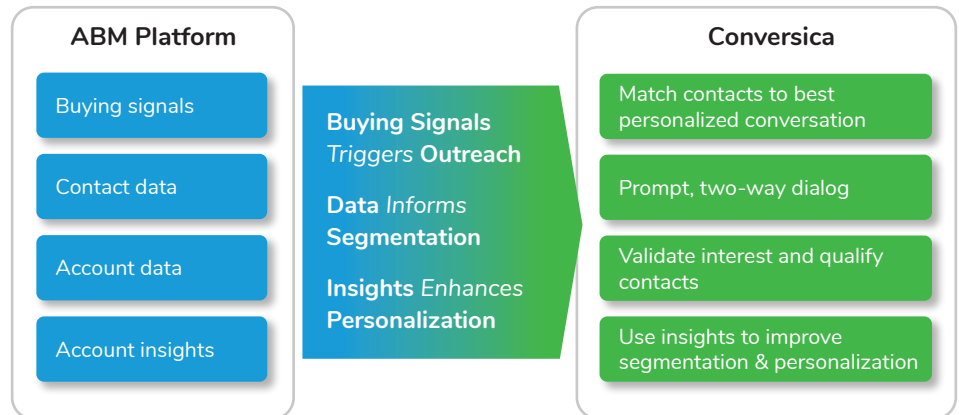 ABM Platform
Buying signals
Contact data
Account data
Account insights
Buying Signals
Triggers Outreach
Data Informs
Segmentation
Insights Enhances
Personalization
Conversica
Match contacts to best
personalized conversation
Prompt, two-way dialog
Validate interest and qualify
contacts
Use insights to improve
segmentation & personalization